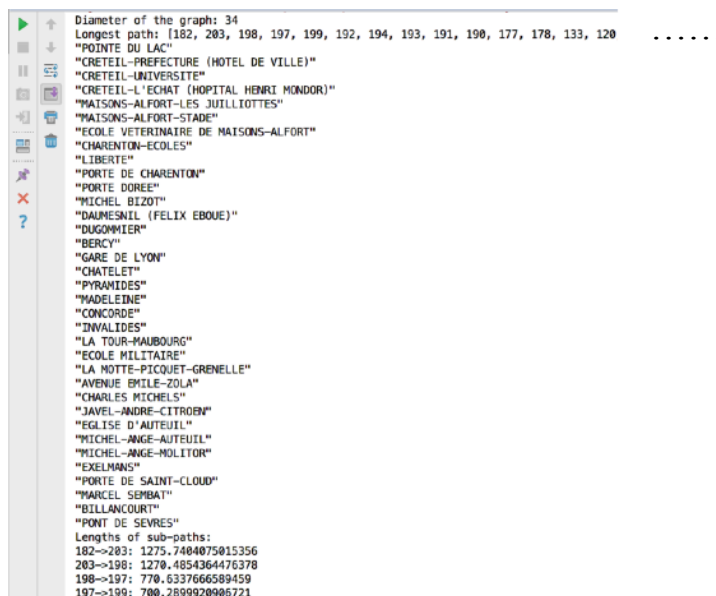 Diameter of the graph: 34
Longest path: [182, 203, 198, 197, 199, 192, 194, 193, 191, 190, 177, 178, 133, 120 .....
"POINTE DU LAC"
"CRETEIL-PREFECTURE (HOTEL DE VILLE)"
"CRETEIL-UNIVERSITE"
"CRETEIL-L'ECHAT (HOPITAL HENRI MONDOR)"
"MAISONS-ALFORT-LES JUILLIOTTES"
"MAISONS-ALFORT-STADE"
"ECOLE VETERINAIRE DE MAISONS-ALFORT"
"CHARENTON-ECOLES"
"LIBERTE"
"PORTE DE CHARENTON"
"PORTE DOREE"
"MICHEL BIZOT"
"DAUMESNIL (FELIX EBOUE)"
"DUGOMMIER"
"BERCY"
"GARE DE LYON"
"CHATELET"
"PYRAMIDES"
"MADELEINE"
"CONCORDE"
"INVALIDES"
"LA TOUR-MAUBOURG"
"ECOLE MILITAIRE"
"LA MOTTE-PICQUET-GRENELLE"
"AVENUE EMILE-ZOLA"
"CHARLES MICHELS"
"JAVEL-ANDRE-CITROEN"
"EGLISE D'AUTEUIL"
"MICHEL-ANGE-AUTEUIL"
"MICHEL-ANGE-MOLITOR"
"EXELMANS"
"PORTE DE SAINT-CLOUD"
"MARCEL SEMBAT"
"BILLANCOURT"
"PONT DE SEVRES"
Lengths of sub-paths:
182->203: 1275.7404075015356
203->198: 1270.4854364476378
198->197: 770.6337666589459
197->199: 700.2899920906721